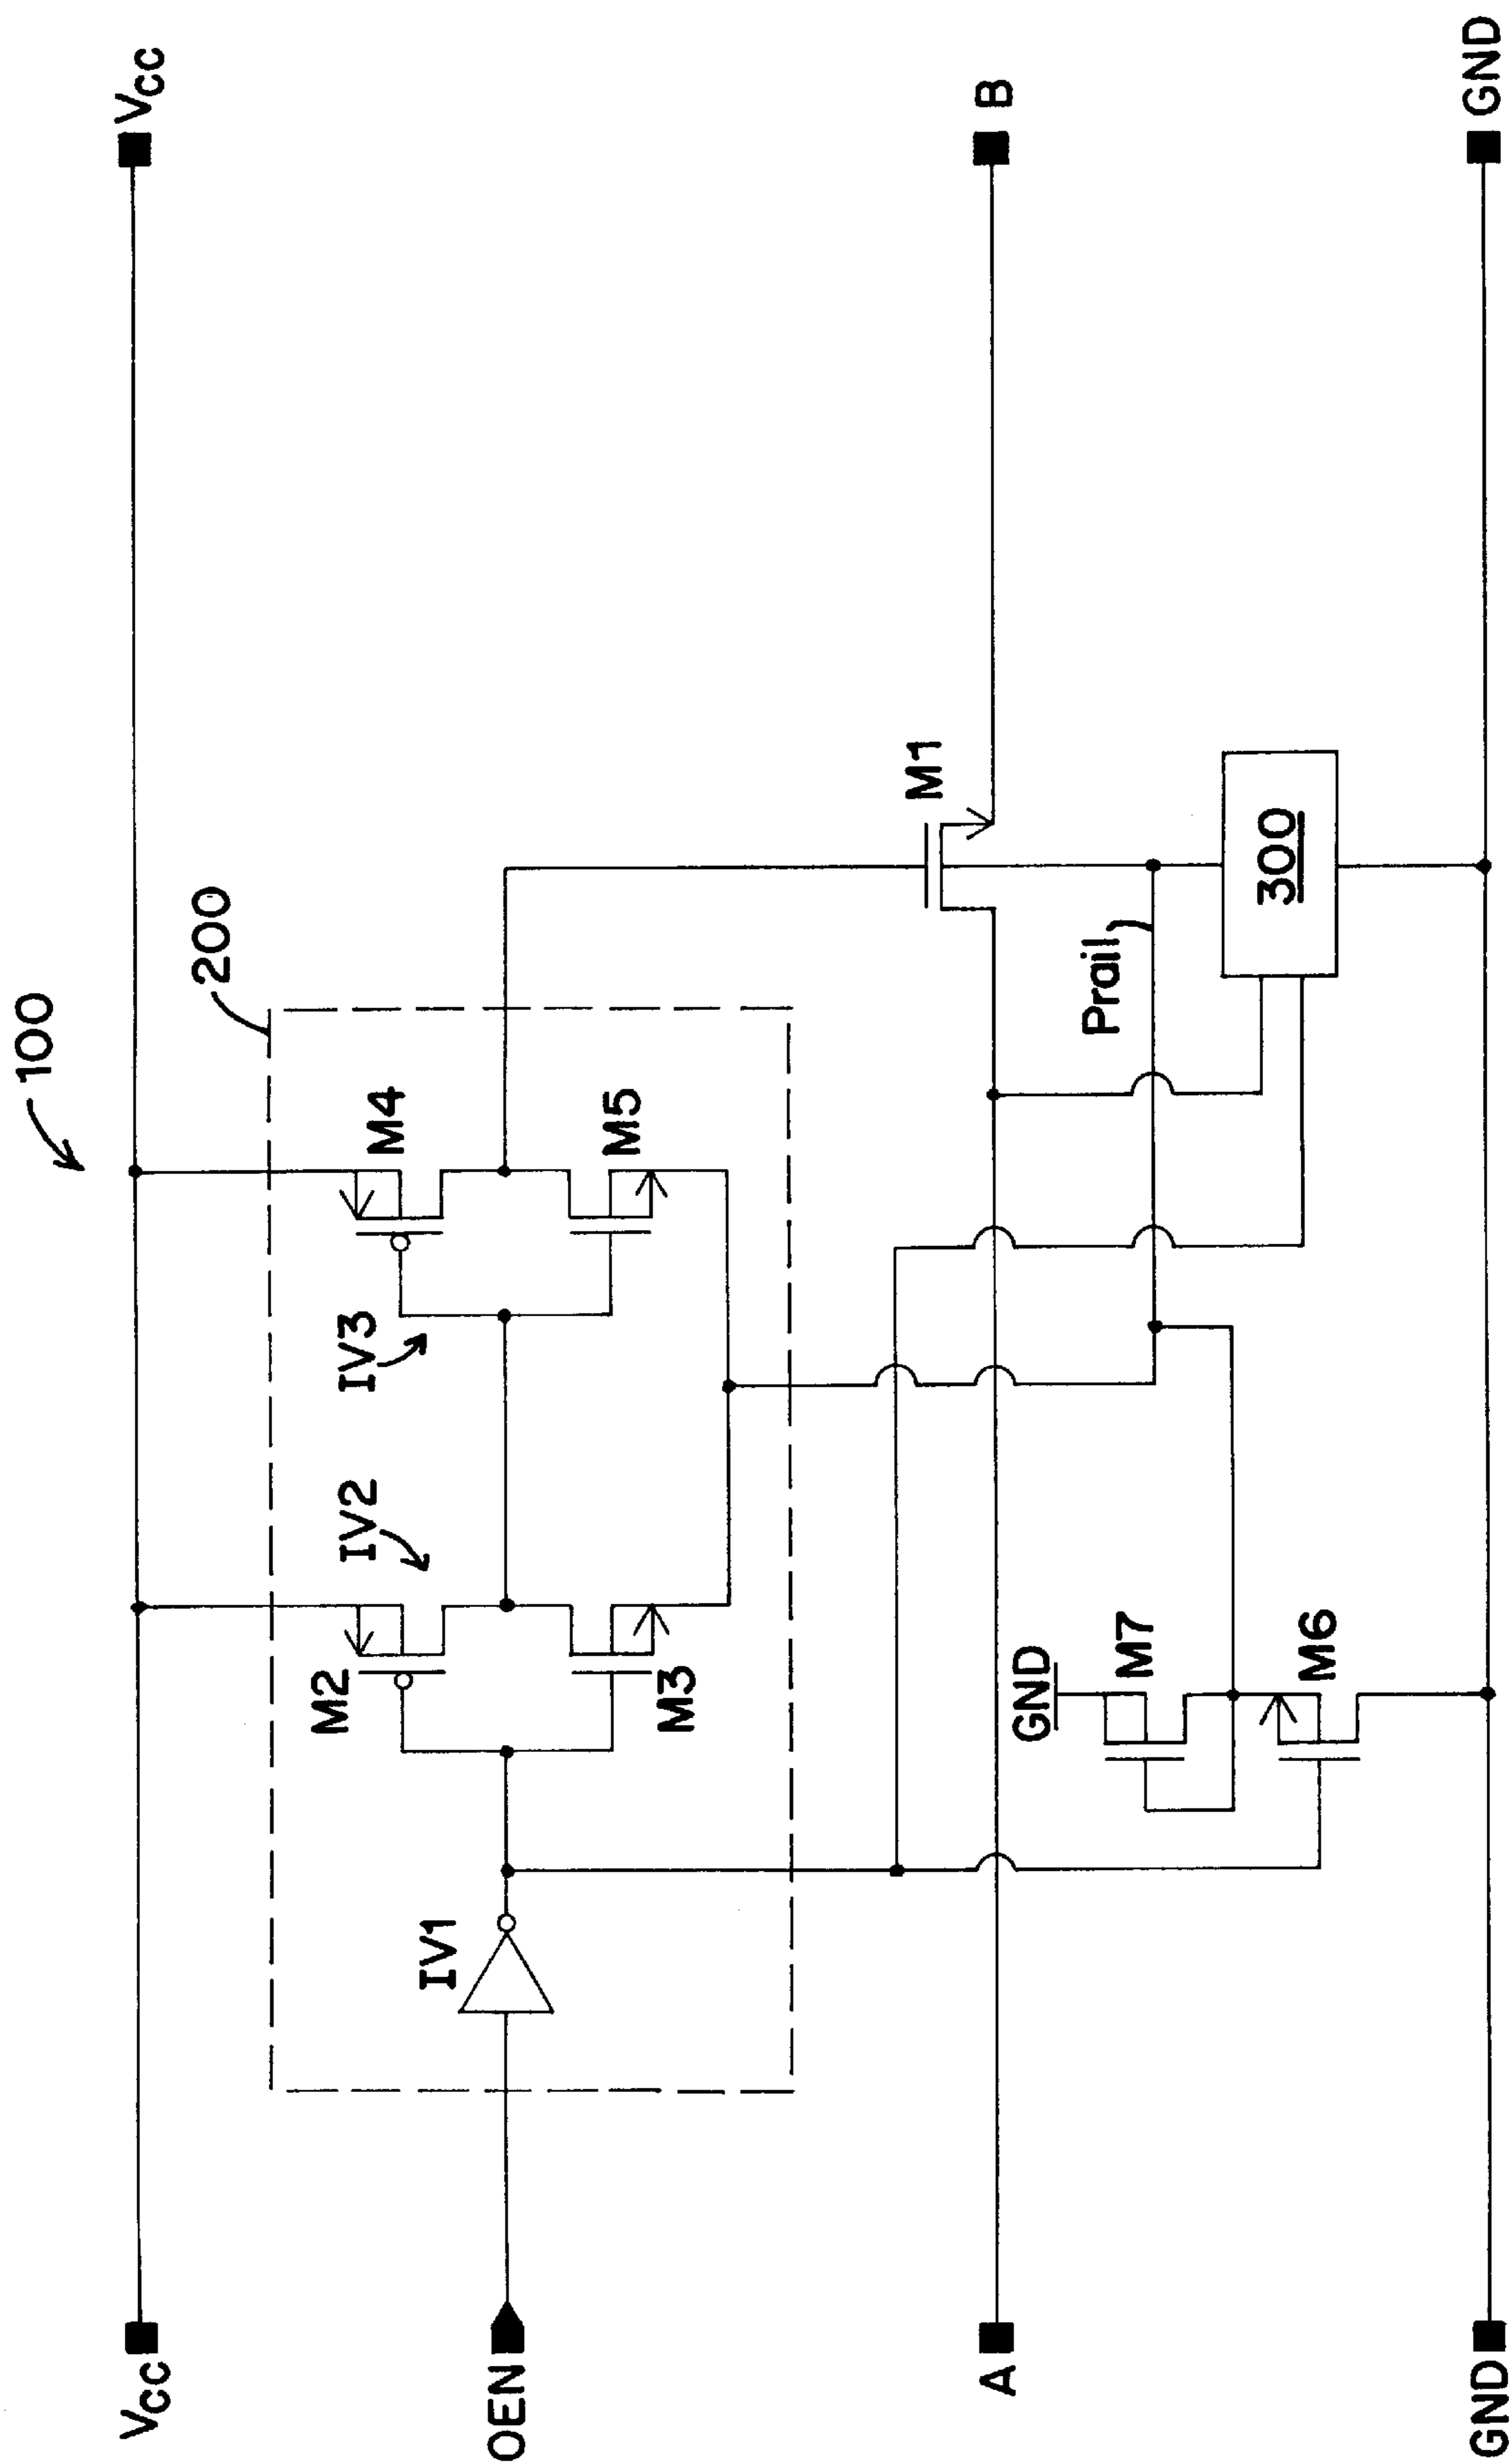 100
Vcc
Vcc
200
M4
IV3
M5
IV2
M2
M3
IV1
OEN
M1
B
A
Prail
300
GND
M7
M6
GND
GND